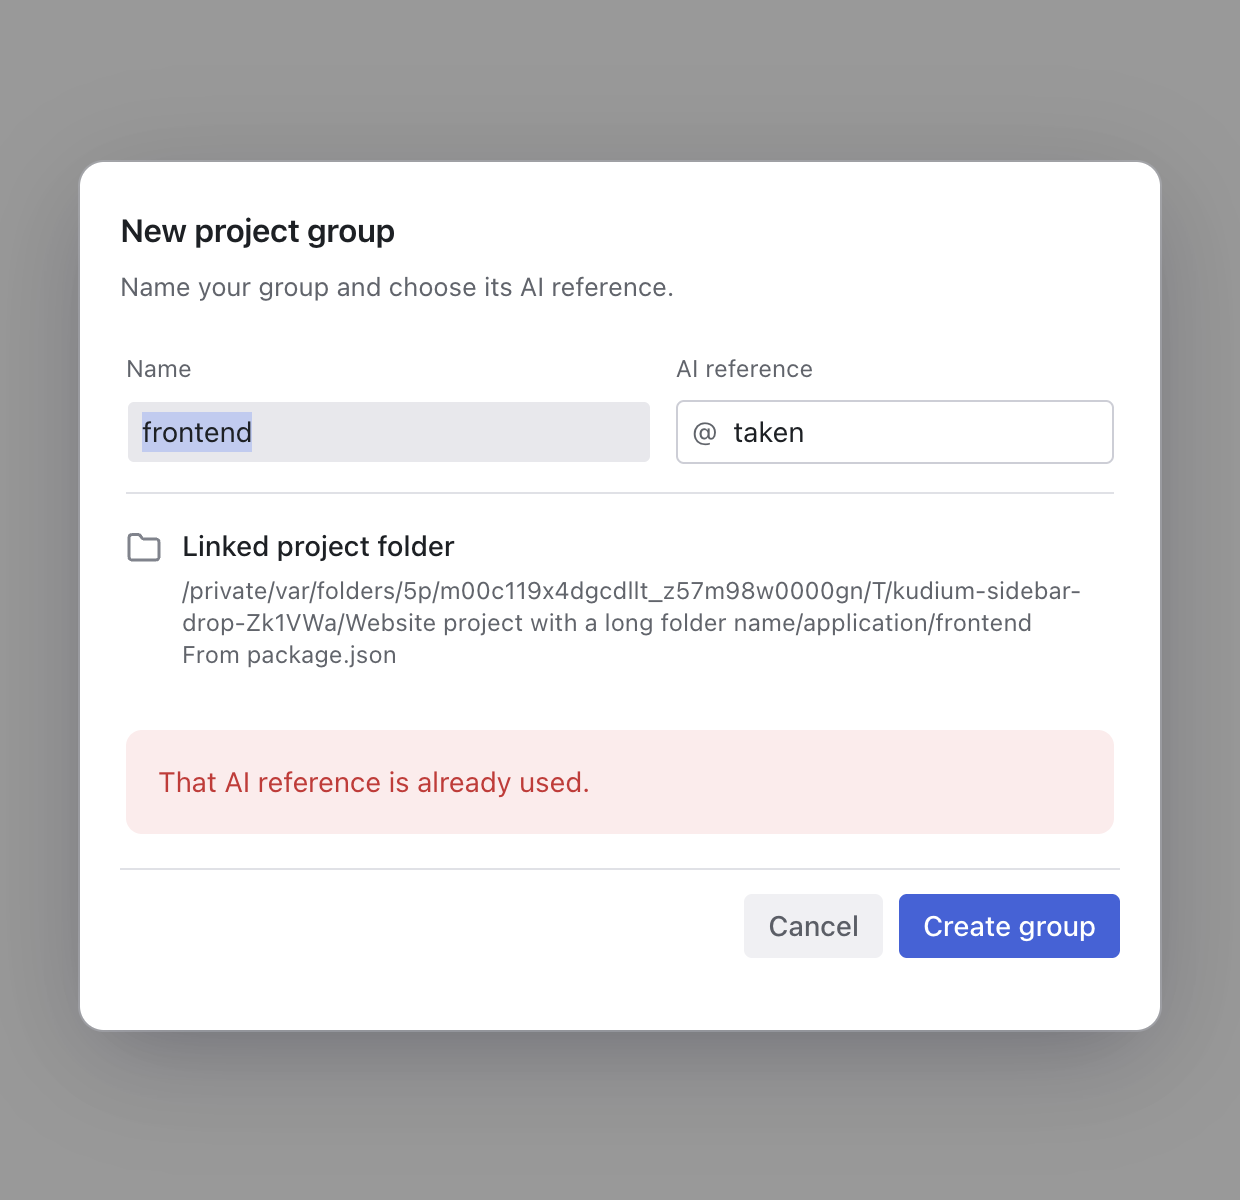 New project group
Name your group and choose its AI reference.
Name
AI reference
frontend
@ taken
Linked project folder
/private/var/folders/5p/m00c119x4dgcdllt_z57m98w0000gn/T/kudium-sidebar-
drop-Zk1VWa/Website project with a long folder name/application/frontend
From package.json
That AI reference is already used.
Cancel
Create group